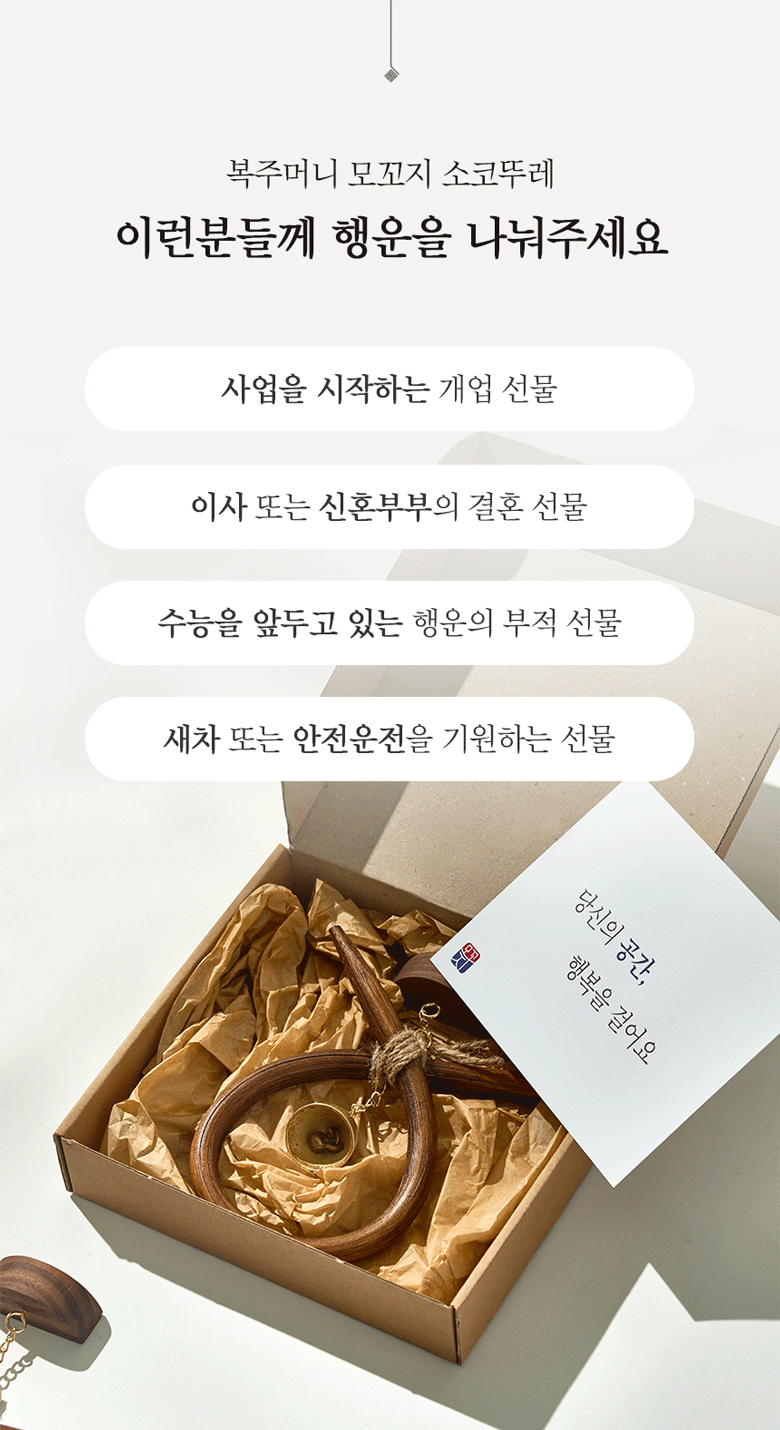 복주머니 모꼬지 소코뚜레
이런분들께 행운을 나눠주세요
사업을 시작하는 개업 선물
이사 또는 신혼부부의 결혼 선물
수능을 앞두고 있는 행운의 부적 선물
새차 또는 안전운전을 기원하는 선물
당신의 공간,
행복을 걸어요
모꼬
지